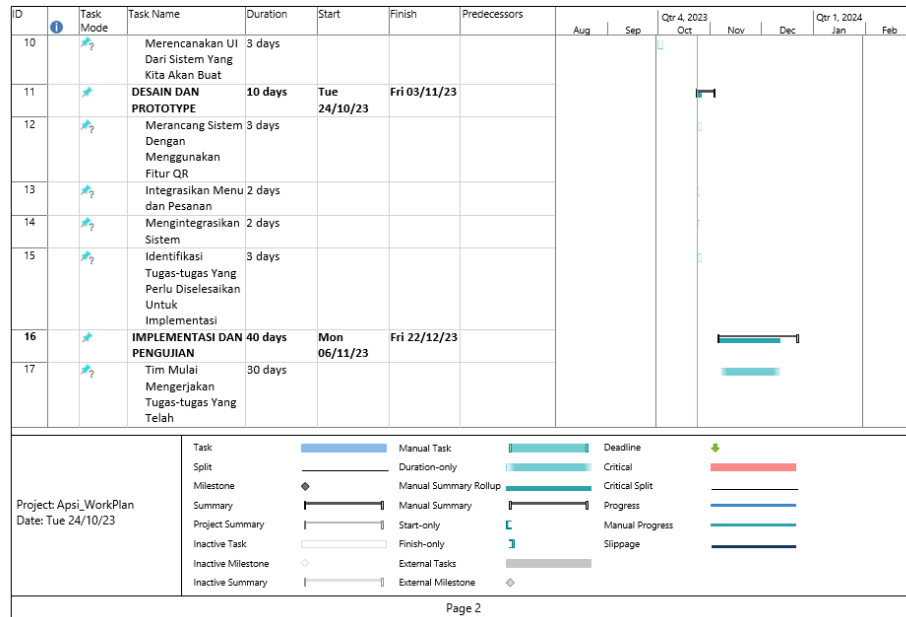 ID Task Mode Task Name Duration Start Finish Predecessors
Qtr 4, 2023 Qtr 1, 2024
Aug Sep Oct Nov Dec Jan Feb
10 Merencanakan UI 3 days
Dari Sistem Yang
Kita Akan Buat
11 DESAIN DAN 10 days Tue Fri 03/11/23
PROTOTYPE 24/10/23
12 Merancang Sistem 3 days
Dengan
Menggunakan
Fitur QR
13 Integrasikan Menu 2 days
dan Pesanan
14 Mengintegrasikan 2 days
Sistem
15 Identifikasi 3 days
Tugas-tugas Yang
Perlu Diselesaikan
Untuk
Implementasi
16 IMPLEMENTASI DAN 40 days Mon Fri 22/12/23
PENGUJIAN 06/11/23
17 Tim Mulai 30 days
Mengerjakan
Tugas-tugas Yang
Telah
Project: Apsi_WorkPlan
Date: Tue 24/10/23
Task Manual Task Deadline
Split Duration-only Critical
Milestone Manual Summary Rollup Critical Split
Summary Manual Summary Progress
Project Summary Start-only Manual Progress
Inactive Task Finish-only Slippage
Inactive Milestone External Tasks
Inactive Summary External Milestone
Page 2